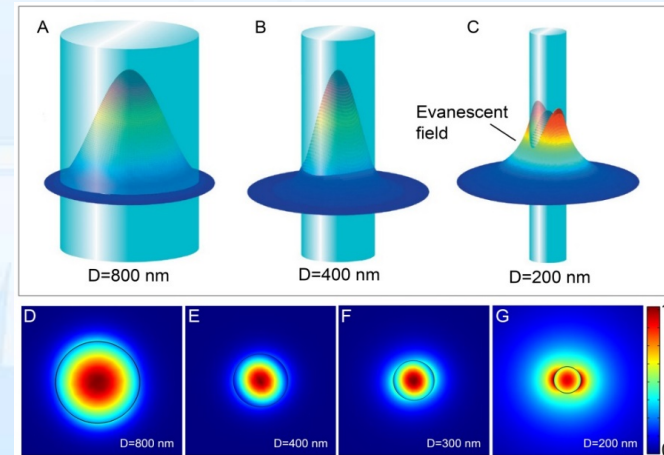 A
B
C
Evanescent
field
D=800 nm
D=400 nm
D=200 nm
D
E
F
G
D=800 nm
D=400 nm
D=300 nm
D=200 nm